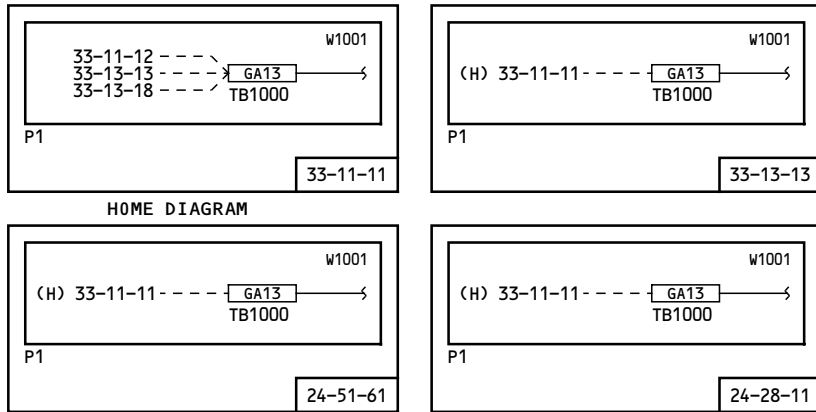 W1001
33-11-12
33-13-13
33-13-18
GA13
TB1000
P1
33-11-11
HOME DIAGRAM
W1001
(H) 33-11-11
GA13
TB1000
P1
33-13-13
W1001
(H) 33-11-11
GA13
TB1000
P1
24-51-61
W1001
(H) 33-11-11
GA13
TB1000
P1
24-28-11